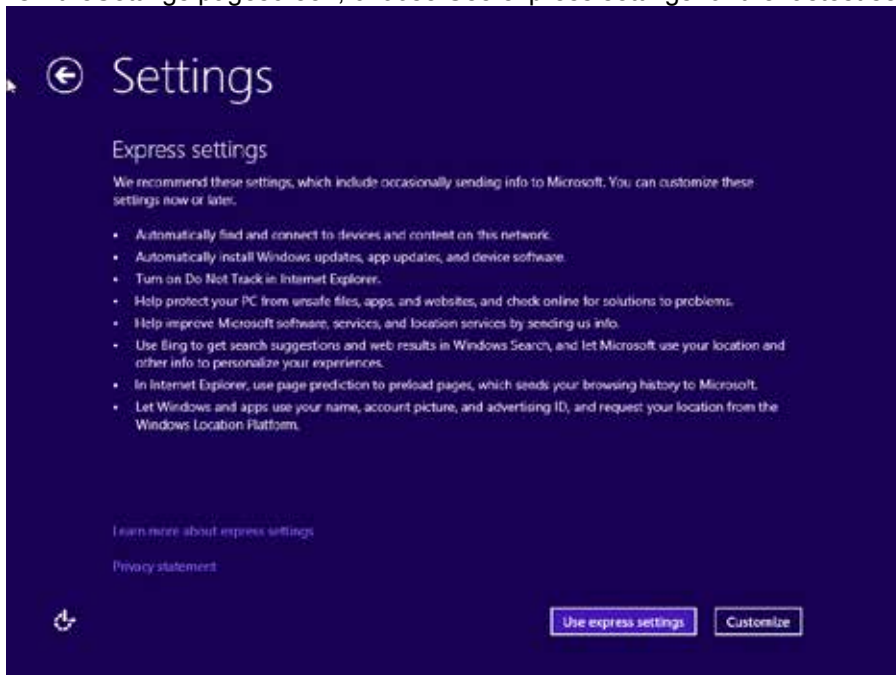 Settings
Express settings
We recommend these settings, which include occasionally sending info to Microsoft. You can customize these
settings now or later.
• Automatically find and connect to devices and content on this network.
• Automatically install Windows updates, app updates, and device software.
• Turn on Do Not Track in Internet Explorer.
• Help protect your PC from unsafe files, apps, and websites, and check online for solutions to problems.
• Help improve Microsoft software, services, and location services by sending us info.
• Use Bing to get search suggestions and web results in Windows Search, and let Microsoft use your location and
other info to personalize your experiences.
• In Internet Explorer, use page prediction to preload pages, which sends your browsing history to Microsoft.
• Let Windows and apps use your name, account picture, and advertising ID, and request your location from the
Windows Location Platform.
Learn more about express settings
Privacy statement
Use express settings Customize